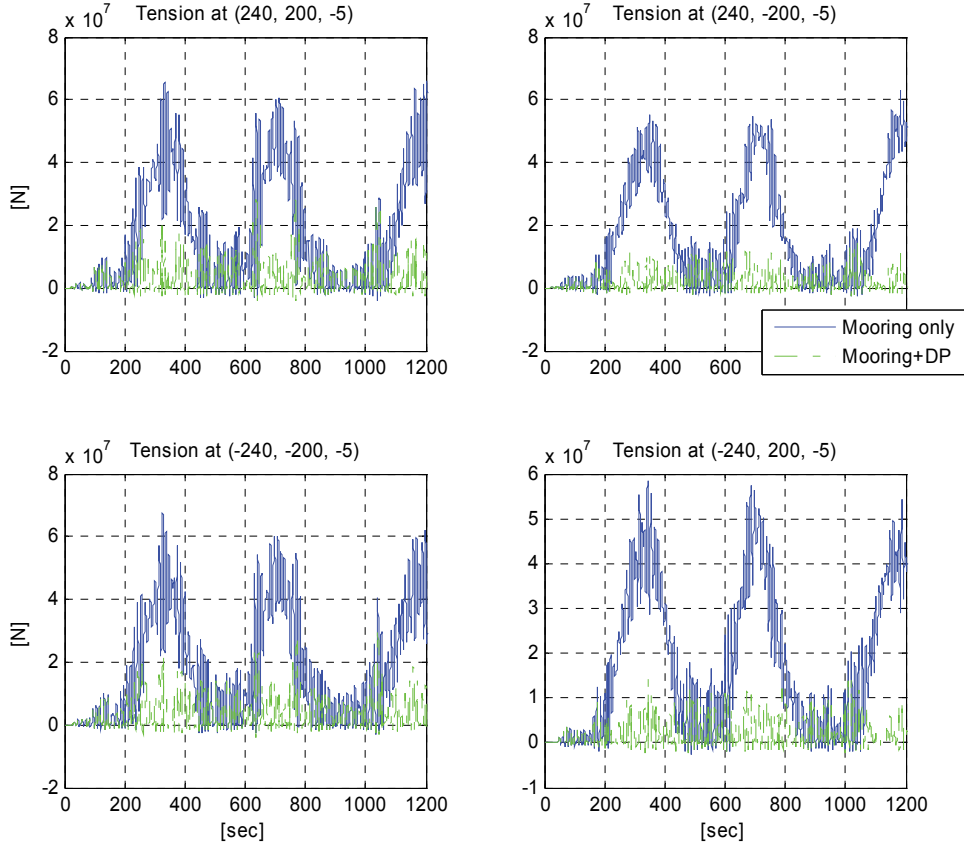 Tension at (240, 200, -5)
x 10^7
8
6
4
2
0
-2
[N]
0 200 400 600 800 1000 1200
Tension at (240, -200, -5)
x 10^7
8
6
4
2
0
-2
0 200 400 600 800 1000 1200
Mooring only
Mooring+DP
Tension at (-240, -200, -5)
x 10^7
8
6
4
2
0
-2
[N]
0 200 400 600 800 1000 1200
[sec]
Tension at (-240, 200, -5)
x 10^7
6
5
4
3
2
1
0
-1
0 200 400 600 800 1000 1200
[sec]